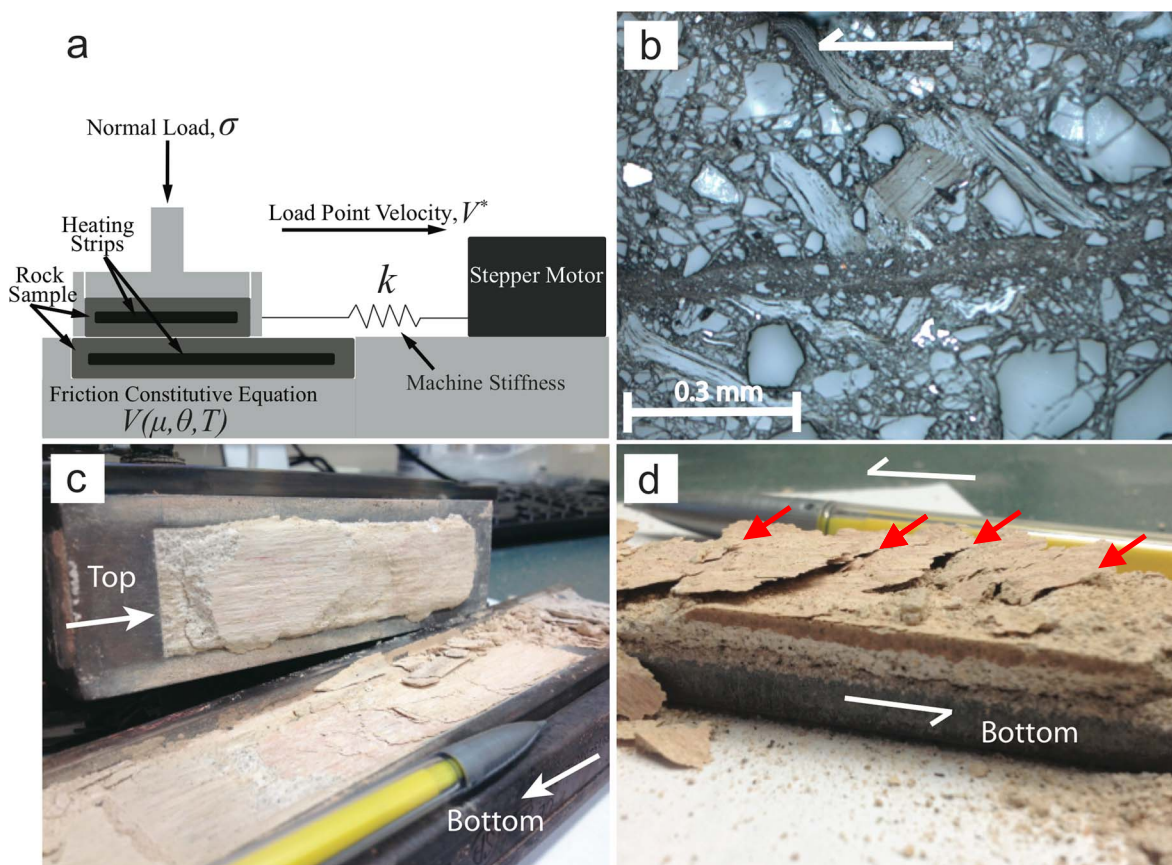 a
Normal Load, σ
Heating
Strips
Load Point Velocity, V*
Rock
Sample
k
Stepper Motor
Machine Stiffness
Friction Constitutive Equation
V(μ,θ,T)
b
0.3 mm
c
Top
Bottom
d
Bottom